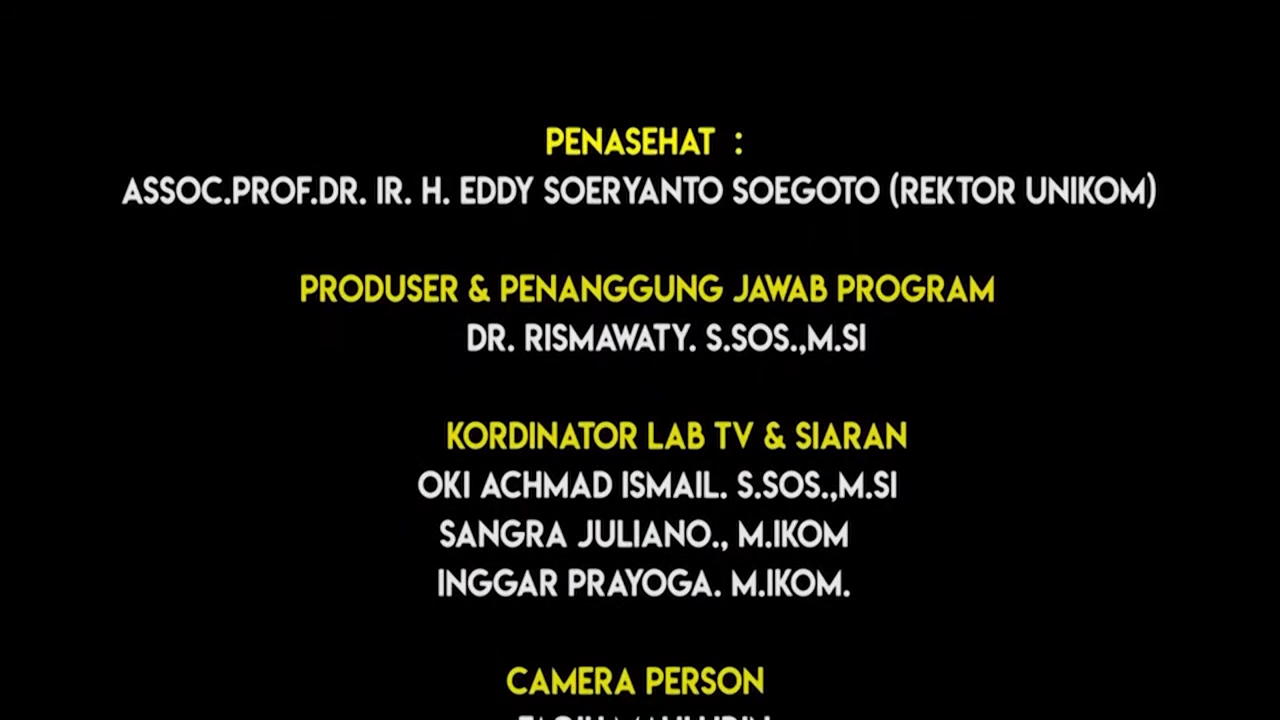 PENASEHAT :
ASSOC.PROF.DR. IR. H. EDDY SOERYANTO SOEGOTO (REKTOR UNIKOM)
PRODUSER & PENANGGUNG JAWAB PROGRAM
DR. RISMAWATY. S.SOS.,M.SI
KORDINATOR LAB TV & SIARAN
OKI ACHMAD ISMAIL. S.SOS.,M.SI
SANGRA JULIANO., M.IKOM
INGGAR PRAYOGA. M.IKOM.
CAMERA PERSON